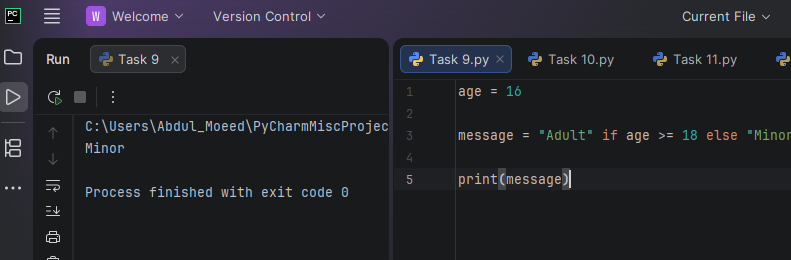 PC
W Welcome Version Control Current File
Run Task 9
Task 9.py Task 10.py Task 11.py
C:\Users\Abdul_Moeed\PyCharmMiscProjec
Minor
Process finished with exit code 0
1 age = 16
2
3 message = "Adult" if age >= 18 else "Minor
4
5 print(message)